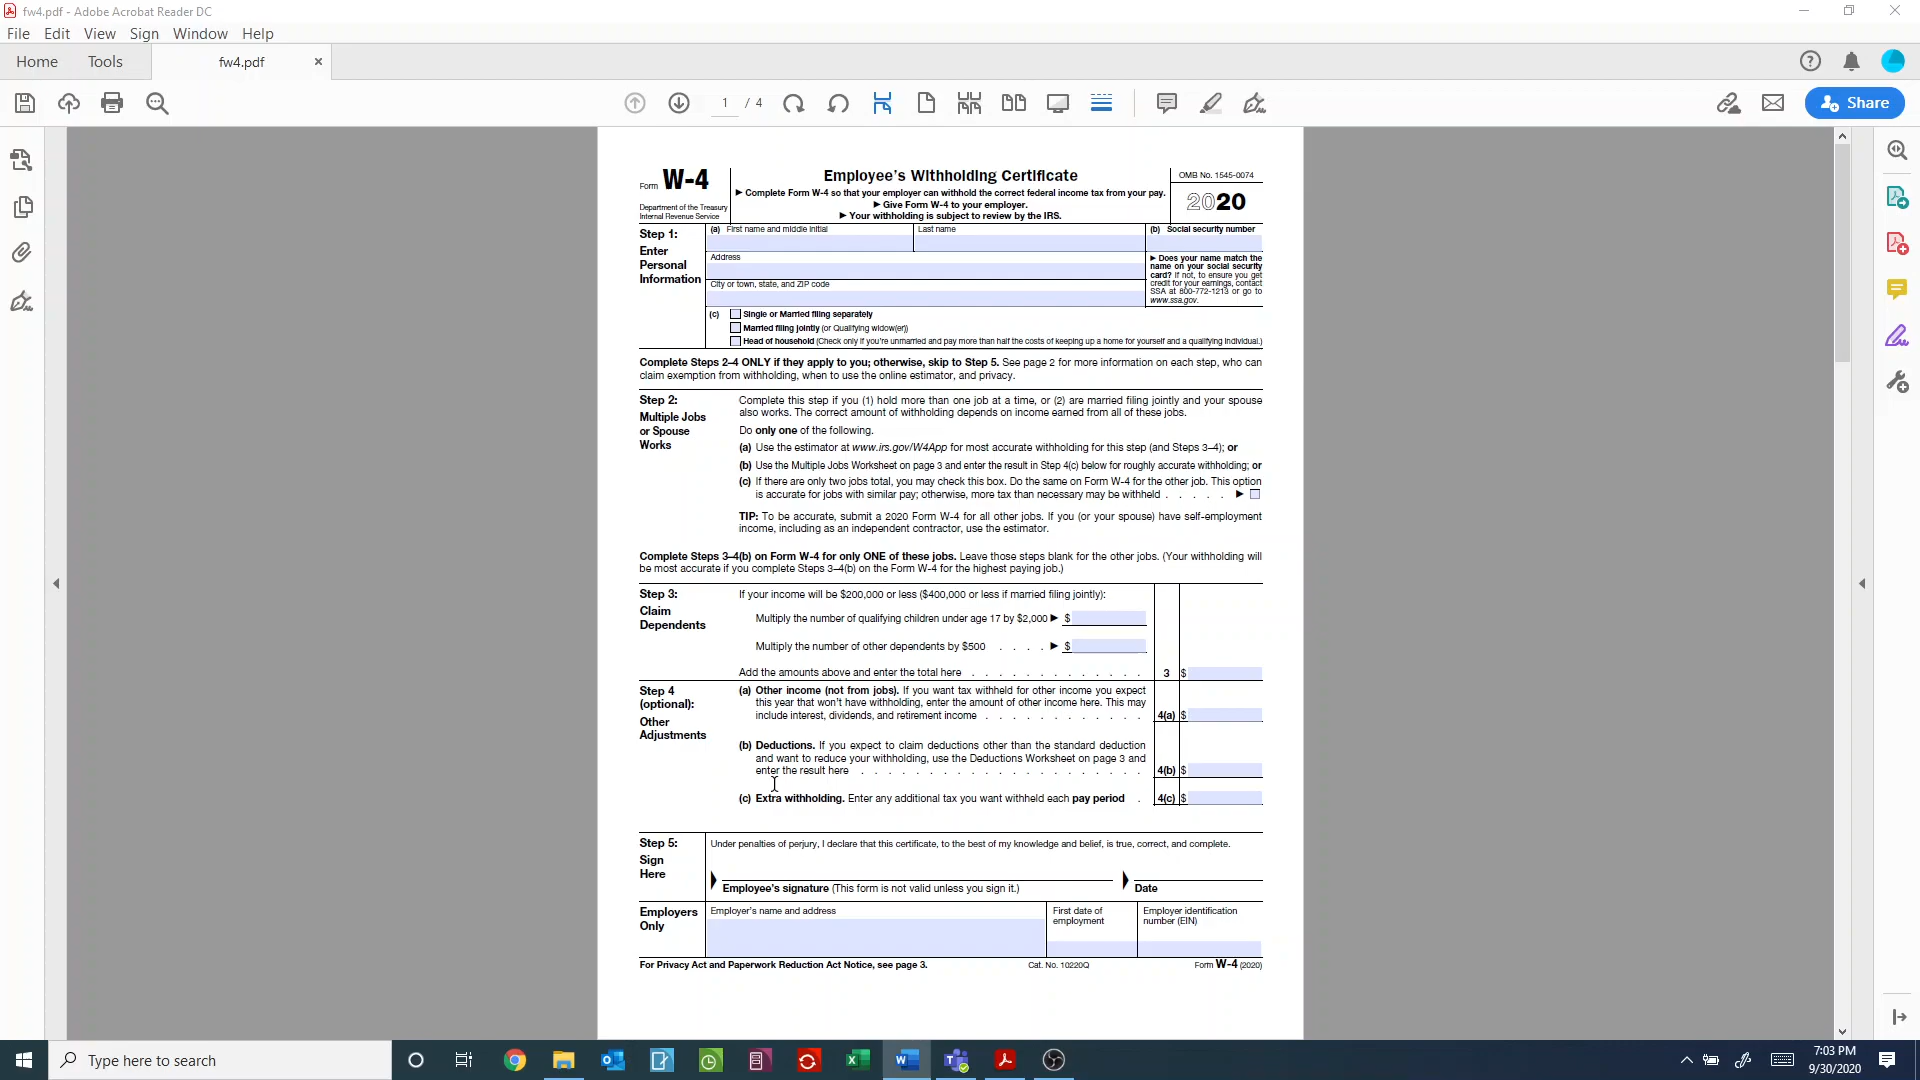 fw4.pdf - Adobe Acrobat Reader DC
File Edit View Sign Window Help
Home Tools fw4.pdf ×
1 / 4 Share
Form W-4
Department of the Treasury
Internal Revenue Service
Employee's Withholding Certificate
▶ Complete Form W-4 so that your employer can withhold the correct federal income tax from your pay.
▶ Give Form W-4 to your employer.
▶ Your withholding is subject to review by the IRS.
OMB No. 1545-0074
2020
Step 1:
Enter
Personal
Information
(a) First name and middle initial
Last name
(b) Social security number
Address
City or town, state, and ZIP code
▶ Does your name match the
name on your social security
card? If not, to ensure you get
credit for your earnings, contact
SSA at 800-772-1213 or go to
www.ssa.gov.
(c) Single or Married filing separately
Married filing jointly (or Qualifying widow(er))
Head of household (Check only if you're unmarried and pay more than half the costs of keeping up a home for yourself and a qualifying individual.)
Complete Steps 2–4 ONLY if they apply to you; otherwise, skip to Step 5. See page 2 for more information on each step, who can
claim exemption from withholding, when to use the online estimator, and privacy.
Step 2:
Multiple Jobs
or Spouse
Works
Complete this step if you (1) hold more than one job at a time, or (2) are married filing jointly and your spouse
also works. The correct amount of withholding depends on income earned from all of these jobs.
Do only one of the following.
(a) Use the estimator at www.irs.gov/W4App for most accurate withholding for this step (and Steps 3–4); or
(b) Use the Multiple Jobs Worksheet on page 3 and enter the result in Step 4(c) below for roughly accurate withholding; or
(c) If there are only two jobs total, you may check this box. Do the same on Form W-4 for the other job. This option
is accurate for jobs with similar pay; otherwise, more tax than necessary may be withheld . . . . . ▶
TIP: To be accurate, submit a 2020 Form W-4 for all other jobs. If you (or your spouse) have self-employment
income, including as an independent contractor, use the estimator.
Complete Steps 3–4(b) on Form W-4 for only ONE of these jobs. Leave those steps blank for the other jobs. (Your withholding will
be most accurate if you complete Steps 3–4(b) on the Form W-4 for the highest paying job.)
Step 3:
Claim
Dependents
If your income will be $200,000 or less ($400,000 or less if married filing jointly):
Multiply the number of qualifying children under age 17 by $2,000 ▶ $
Multiply the number of other dependents by $500 . . . . ▶ $
Add the amounts above and enter the total here . . . . . . . . . . . . . 3 $
Step 4
(optional):
Other
Adjustments
(a) Other income (not from jobs). If you want tax withheld for other income you expect
this year that won't have withholding, enter the amount of other income here. This may
include interest, dividends, and retirement income . . . . . . . . . . . . 4(a) $
(b) Deductions. If you expect to claim deductions other than the standard deduction
and want to reduce your withholding, use the Deductions Worksheet on page 3 and
enter the result here . . . . . . . . . . . . . . . . . . . . . 4(b) $
(c) Extra withholding. Enter any additional tax you want withheld each pay period . 4(c) $
Step 5:
Sign
Here
Under penalties of perjury, I declare that this certificate, to the best of my knowledge and belief, is true, correct, and complete.
Employee's signature (This form is not valid unless you sign it.)
Date
Employers
Only
Employer's name and address
First date of
employment
Employer identification
number (EIN)
For Privacy Act and Paperwork Reduction Act Notice, see page 3. Cat. No. 10220Q Form W-4 (2020)
Type here to search
7:03 PM
9/30/2020